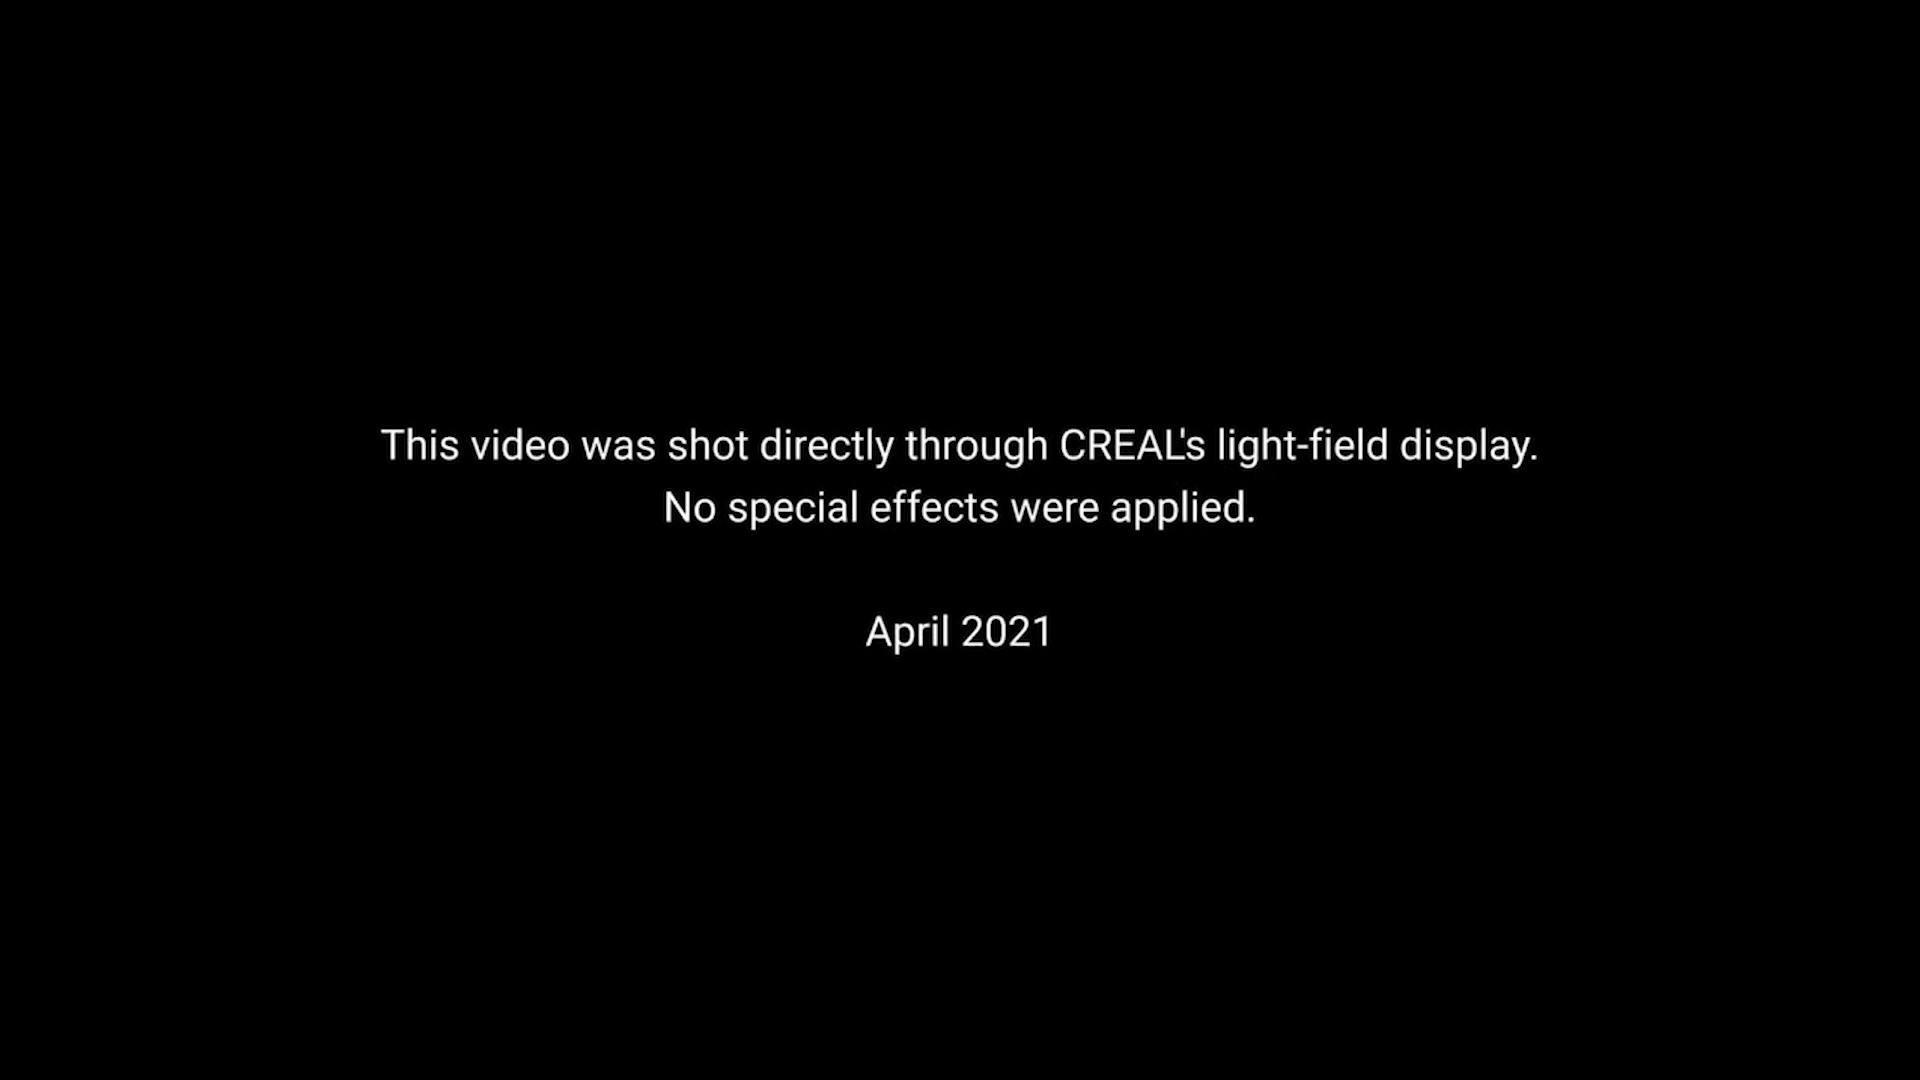 This video was shot directly through CREAL's light-field display.
No special effects were applied.
April 2021